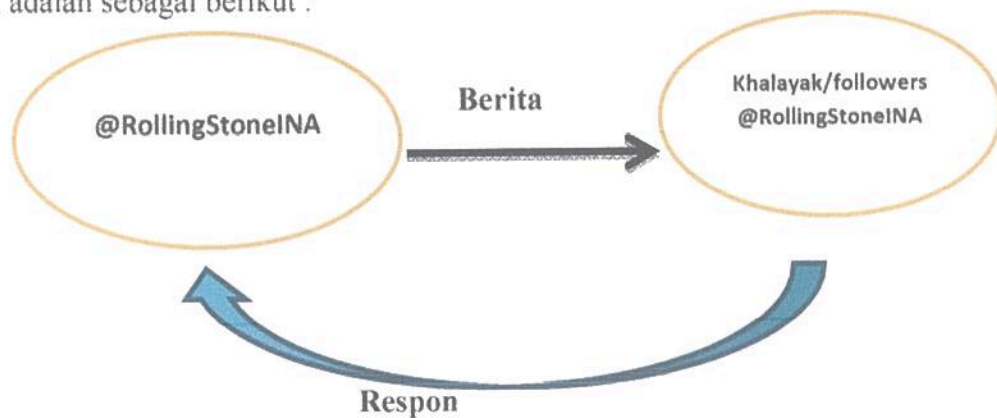 adalah sebagai berikut :
@RollingStoneINA
Berita
Khalayak/followers
@RollingStoneINA
Respon